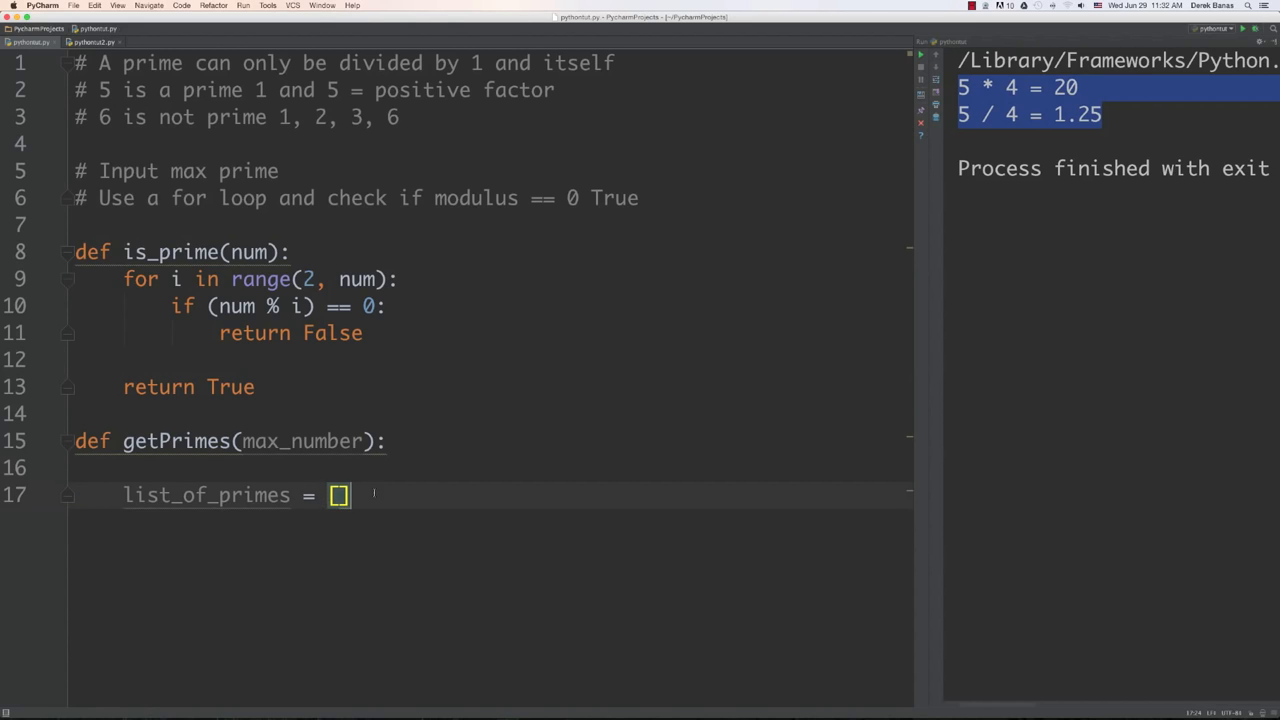 PyCharm File Edit View Navigate Code Refactor Run Tools VCS Window Help
10 Wed Jun 29 11:32 AM Derek Banas
pythontut.py - PycharmProjects - [~/PycharmProjects]
PycharmProjects pythontut.py pythontut
pythontut.py pythontut2.py
Run pythontut
1 # A prime can only be divided by 1 and itself
2 # 5 is a prime 1 and 5 = positive factor
3 # 6 is not prime 1, 2, 3, 6
4
5 # Input max prime
6 # Use a for loop and check if modulus == 0 True
7
8 def is_prime(num):
9 for i in range(2, num):
10 if (num % i) == 0:
11 return False
12
13 return True
14
15 def getPrimes(max_number):
16
17 list_of_primes = []
/Library/Frameworks/Python.
5 * 4 = 20
5 / 4 = 1.25
Process finished with exit
17:24 LF‡ UTF-8‡